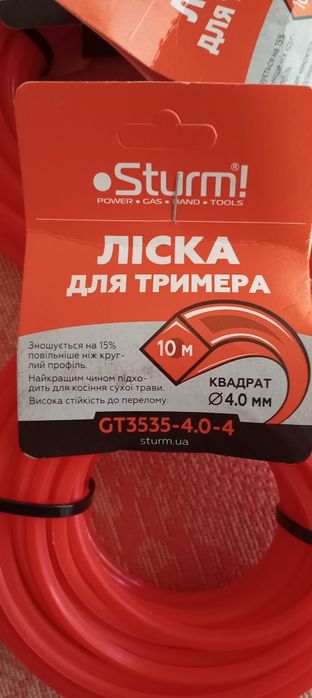 ЛІСКА
ДЛЯ
Sturm!®
POWER • GAS • HAND • TOOLS
ЛІСКА
ДЛЯ ТРИМЕРА
Зношується на 15%
повільніше ніж круг-
лий профіль.
Найкращим чином підхо-
дить для косіння сухої трави.
Висока стійкість до перелому.
10 м
КВАДРАТ
Ø 4.0 мм
GT3535-4.0-4
sturm.ua